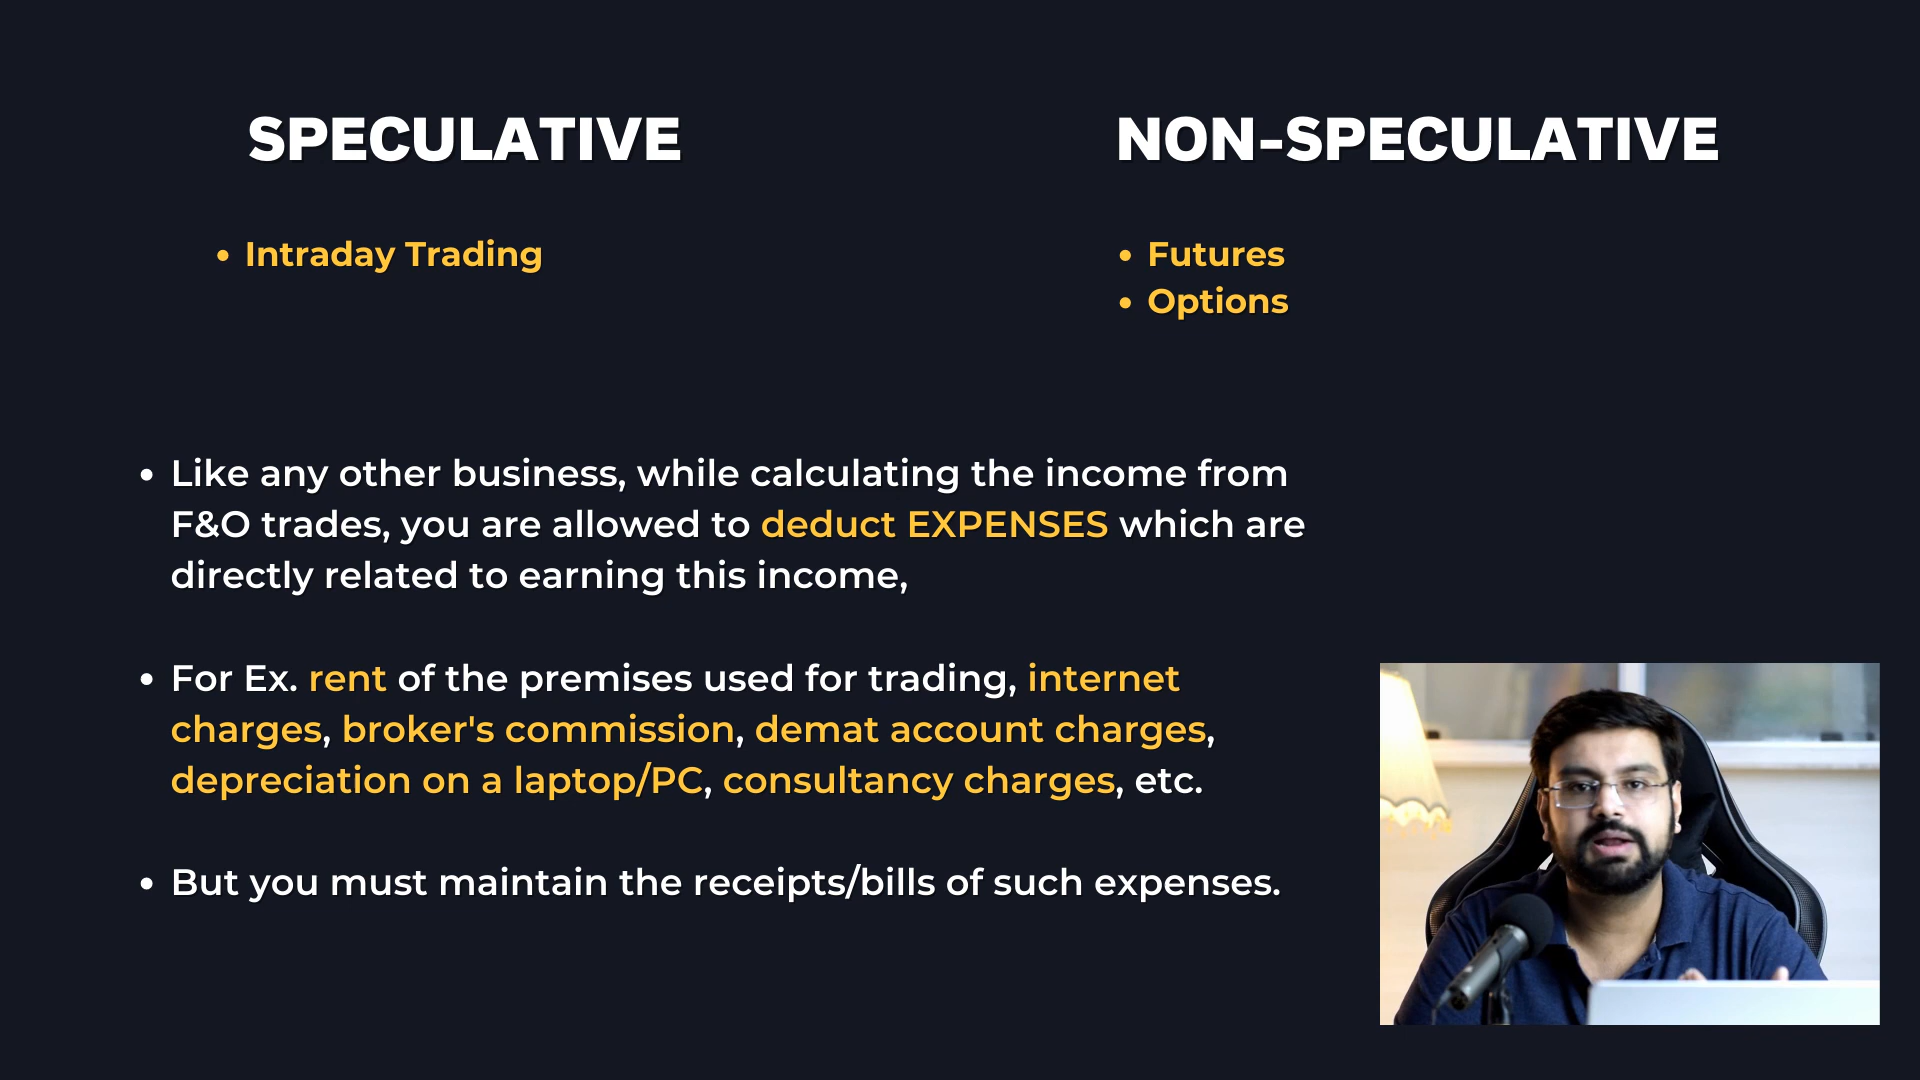 SPECULATIVE
NON-SPECULATIVE
• Intraday Trading
• Futures
• Options
• Like any other business, while calculating the income from
F&O trades, you are allowed to deduct EXPENSES which are
directly related to earning this income,
• For Ex. rent of the premises used for trading, internet
charges, broker's commission, demat account charges,
depreciation on a laptop/PC, consultancy charges, etc.
• But you must maintain the receipts/bills of such expenses.